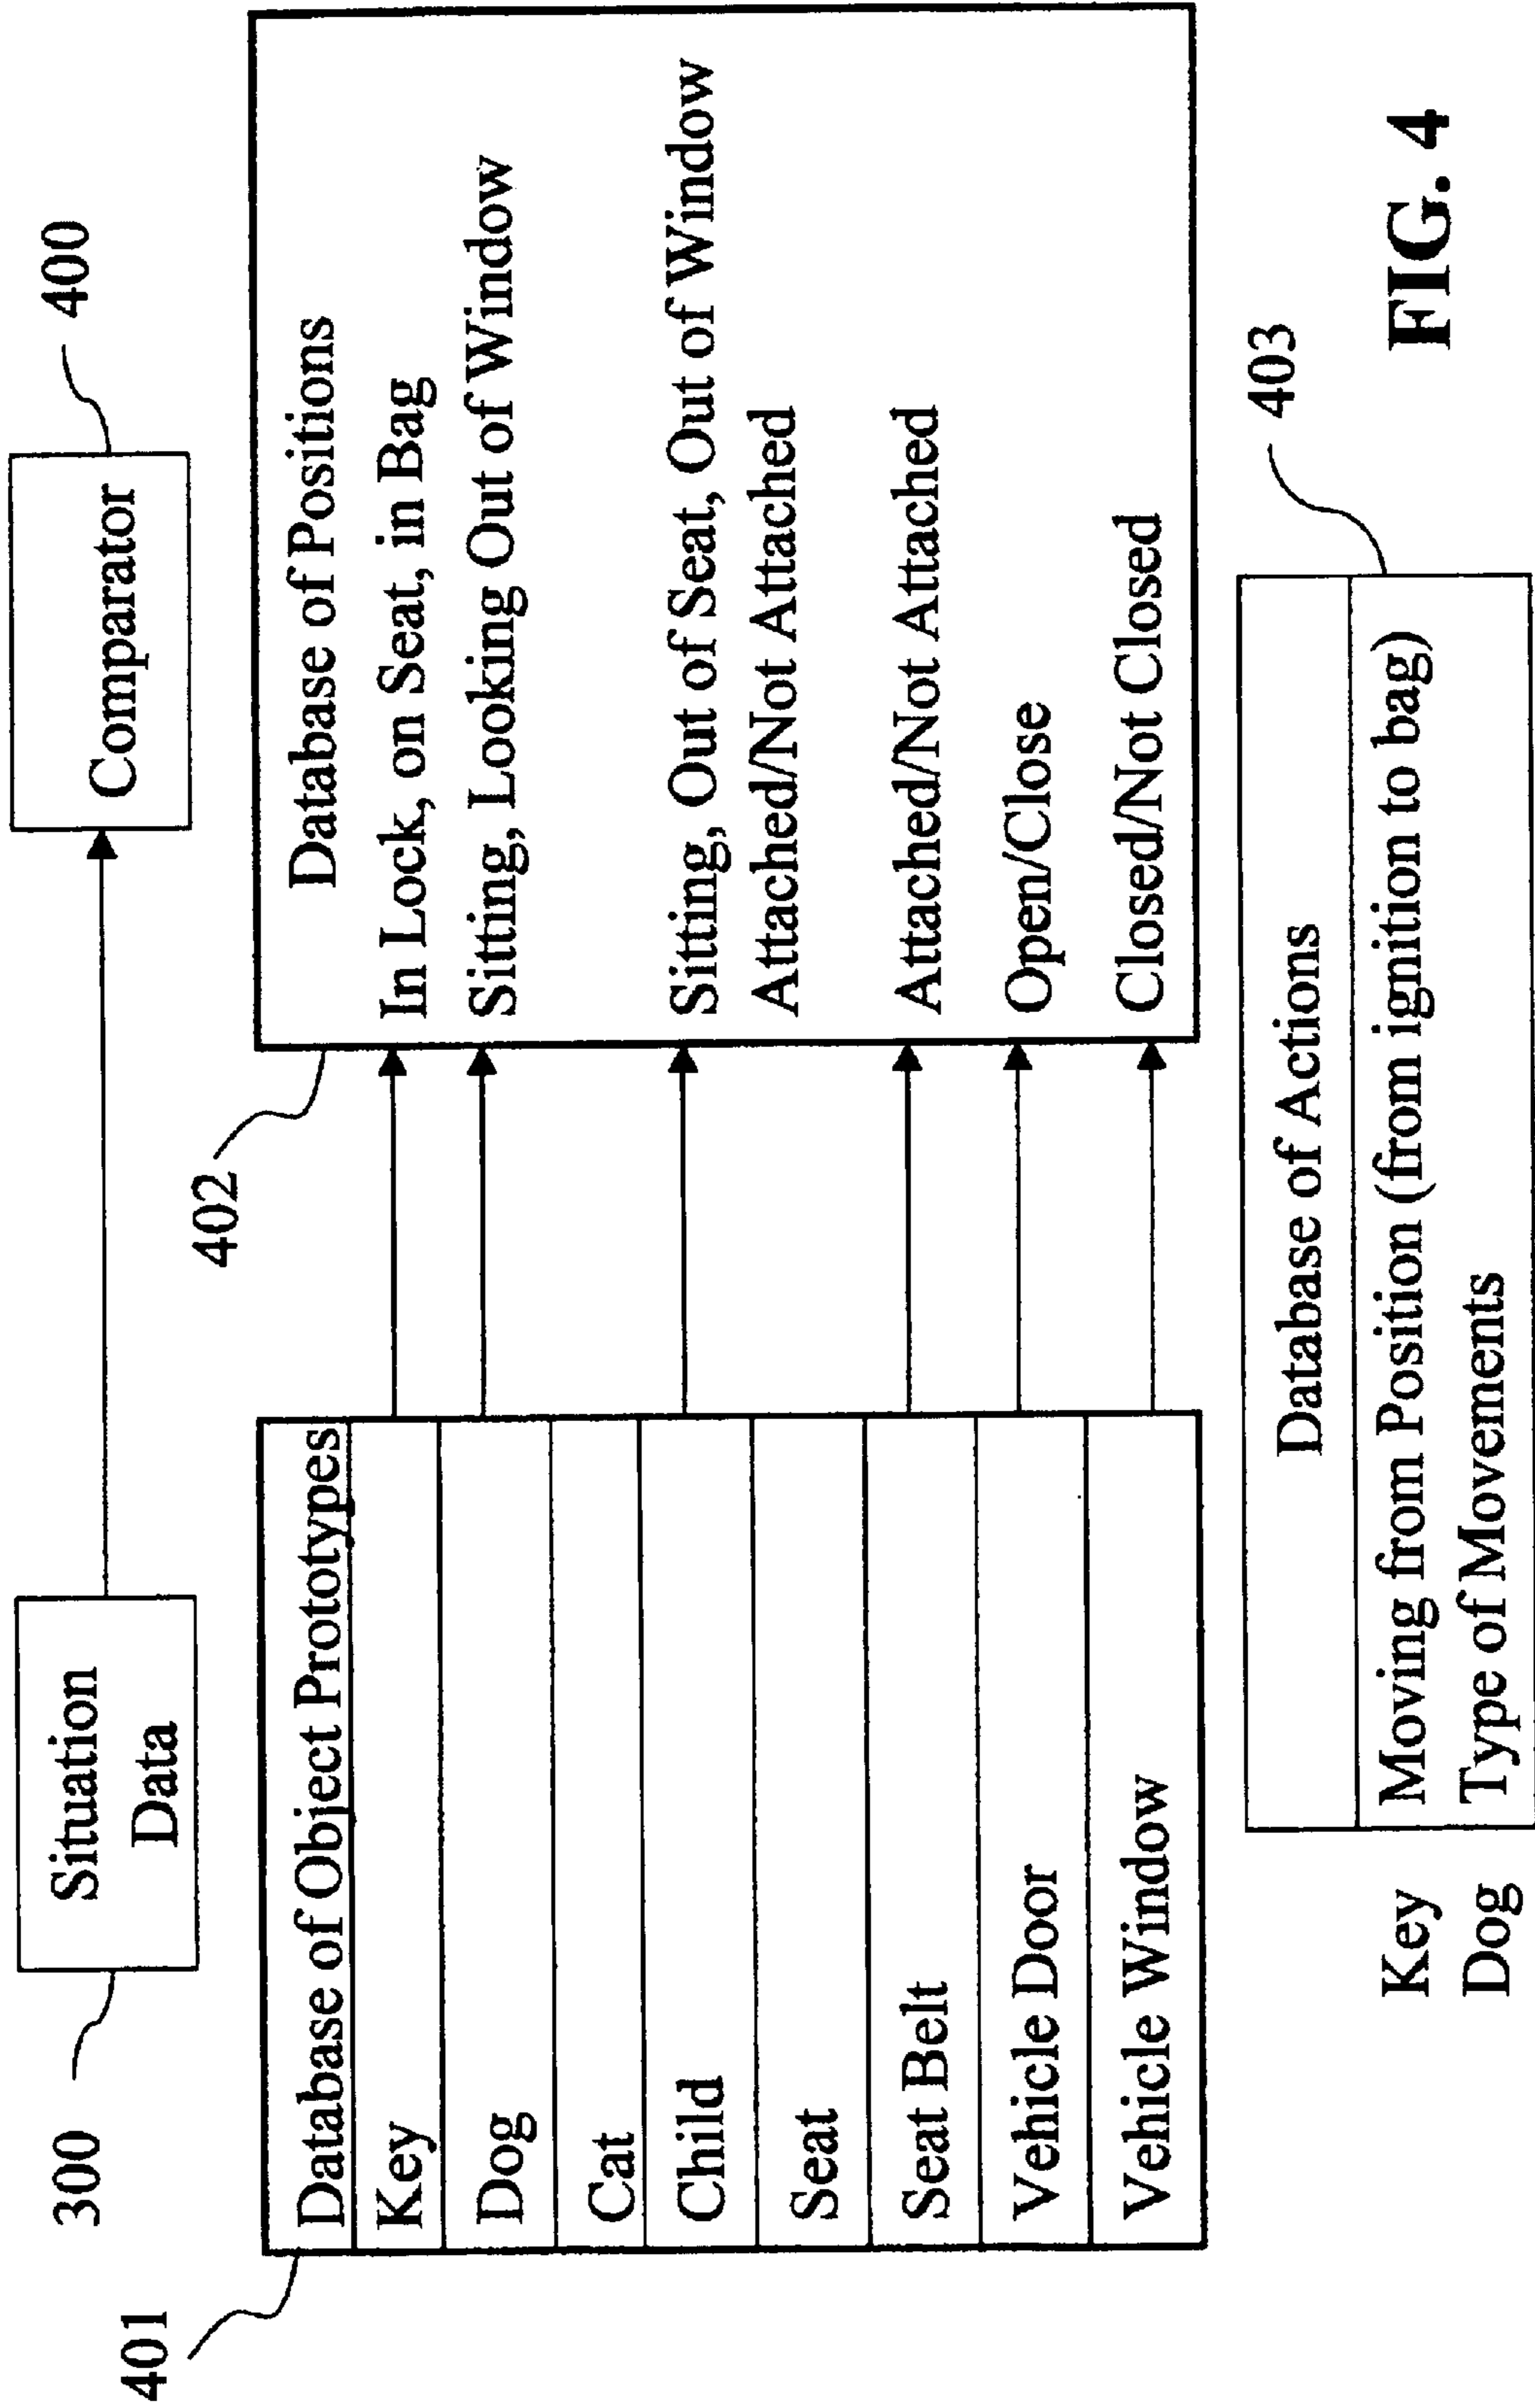 300
Situation
Data
Comparator
400
401
Database of Object Prototypes
Key
Dog
Cat
Child
Seat
Seat Belt
Vehicle Door
Vehicle Window
402
Database of Positions
In Lock, on Seat, in Bag
Sitting, Looking Out of Window
Sitting, Out of Seat, Out of Window
Attached/Not Attached
Attached/Not Attached
Open/Close
Closed/Not Closed
403
Database of Actions
Key Moving from Position (from ignition to bag)
Dog Type of Movements
FIG. 4